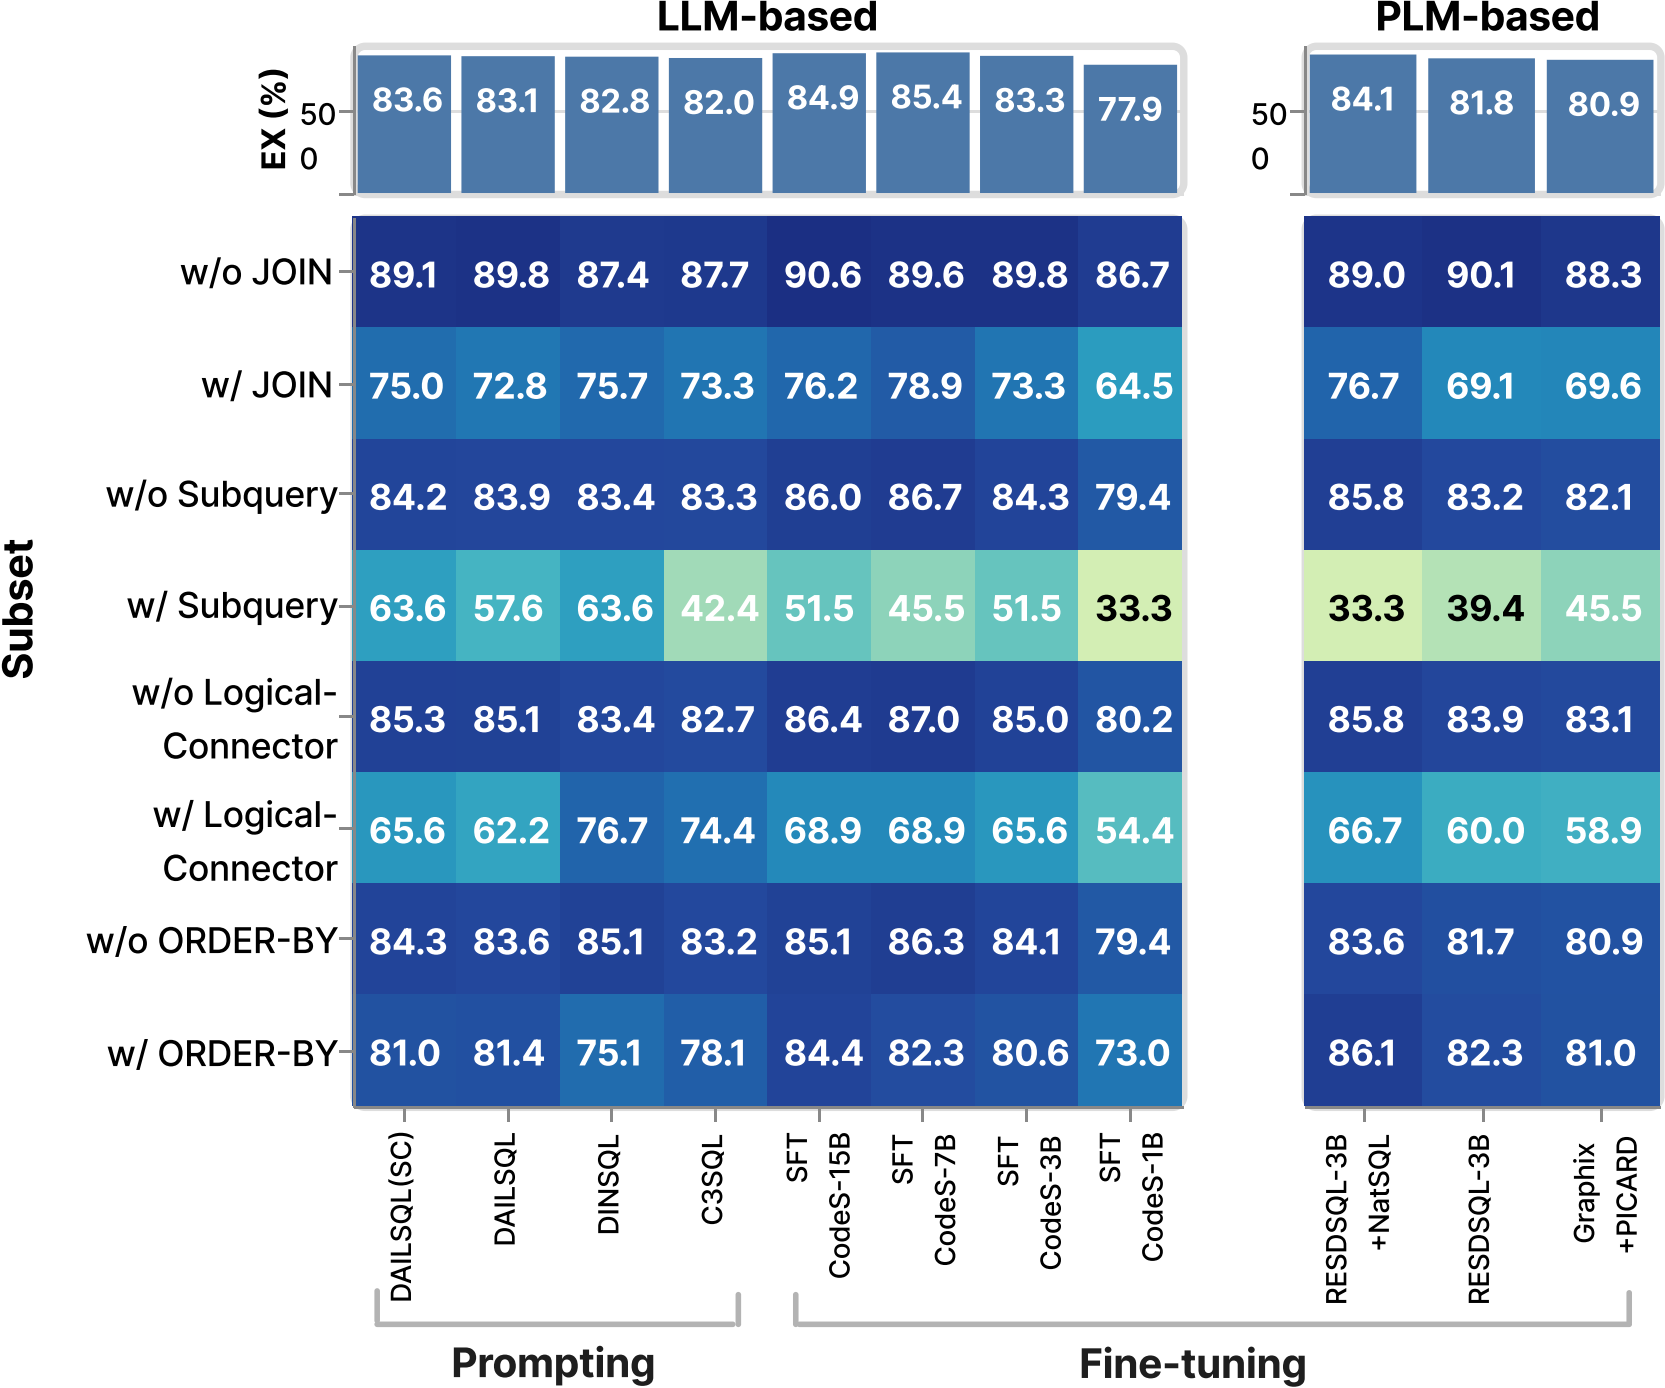 LLM-based
PLM-based
EX (%)
50
0
83.6 83.1 82.8 82.0 84.9 85.4 83.3 77.9
50
0
84.1 81.8 80.9
Subset
w/o JOIN 89.1 89.8 87.4 87.7 90.6 89.6 89.8 86.7 89.0 90.1 88.3
w/ JOIN 75.0 72.8 75.7 73.3 76.2 78.9 73.3 64.5 76.7 69.1 69.6
w/o Subquery 84.2 83.9 83.4 83.3 86.0 86.7 84.3 79.4 85.8 83.2 82.1
w/ Subquery 63.6 57.6 63.6 42.4 51.5 45.5 51.5 33.3 33.3 39.4 45.5
w/o Logical-
Connector
85.3 85.1 83.4 82.7 86.4 87.0 85.0 80.2 85.8 83.9 83.1
w/ Logical-
Connector
65.6 62.2 76.7 74.4 68.9 68.9 65.6 54.4 66.7 60.0 58.9
w/o ORDER-BY 84.3 83.6 85.1 83.2 85.1 86.3 84.1 79.4 83.6 81.7 80.9
w/ ORDER-BY 81.0 81.4 75.1 78.1 84.4 82.3 80.6 73.0 86.1 82.3 81.0
DAILSQL(SC)
DAILSQL
DINSQL
C3SQL
SFT
CodeS-15B
SFT
CodeS-7B
SFT
CodeS-3B
SFT
CodeS-1B
RESDSQL-3B
+NatSQL
RESDSQL-3B
Graphix
+PICARD
Prompting
Fine-tuning